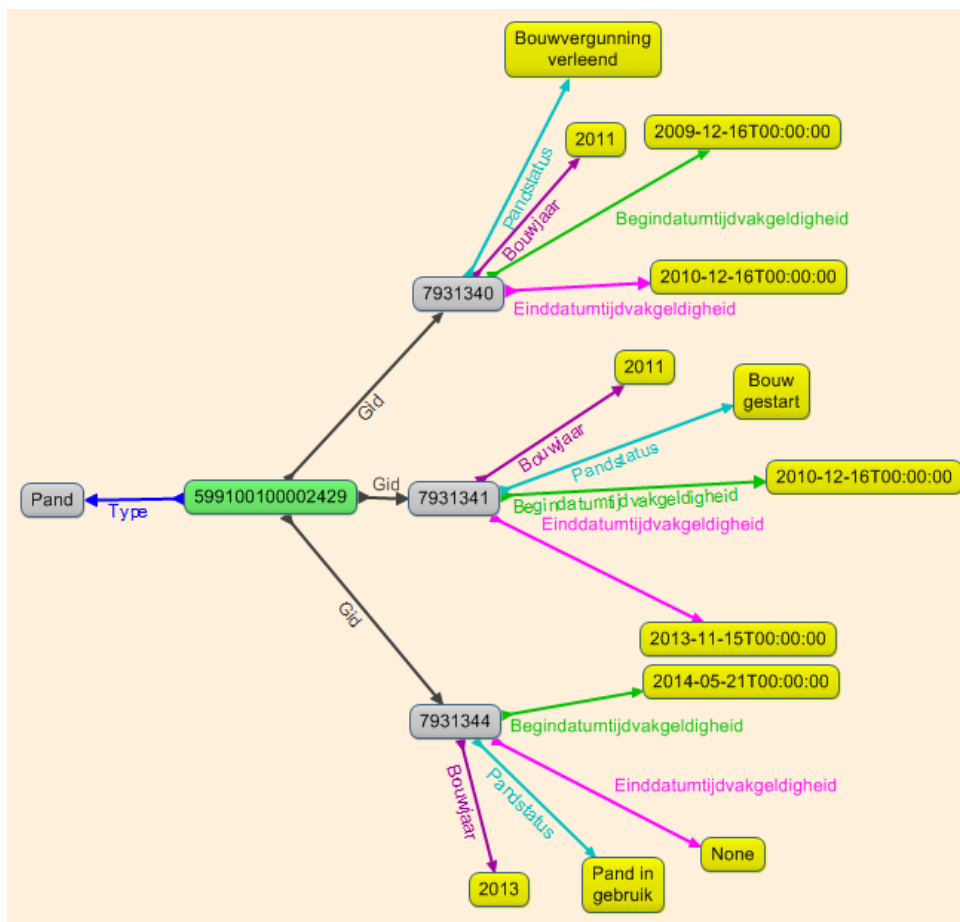 Bouwvergunning
verleend
2011
2009-12-16T00:00:00
Pandstatus
Bouwjaar
Begindatumtijdvakgeldigheid
7931340
2010-12-16T00:00:00
Einddatumtijdvakgeldigheid
Gid
2011
Bouw
gestart
Bouwjaar
Pandstatus
Pand
Type
599100100002429
Gid
7931341
2010-12-16T00:00:00
Begindatumtijdvakgeldigheid
Einddatumtijdvakgeldigheid
2013-11-15T00:00:00
Gid
2014-05-21T00:00:00
7931344
Begindatumtijdvakgeldigheid
Bouwjaar
Pandstatus
Einddatumtijdvakgeldigheid
None
2013
Pand in
gebruik